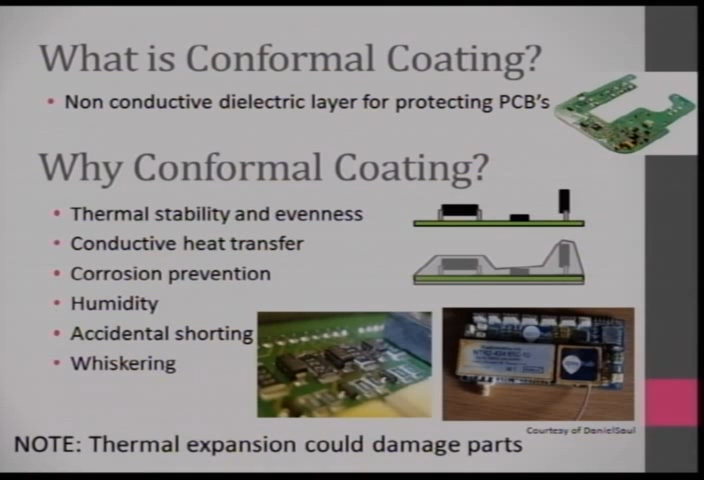 What is Conformal Coating?
• Non conductive dielectric layer for protecting PCB's
Why Conformal Coating?
• Thermal stability and evenness
• Conductive heat transfer
• Corrosion prevention
• Humidity
• Accidental shorting
• Whiskering
Courtesy of DanielSaul
NOTE: Thermal expansion could damage parts